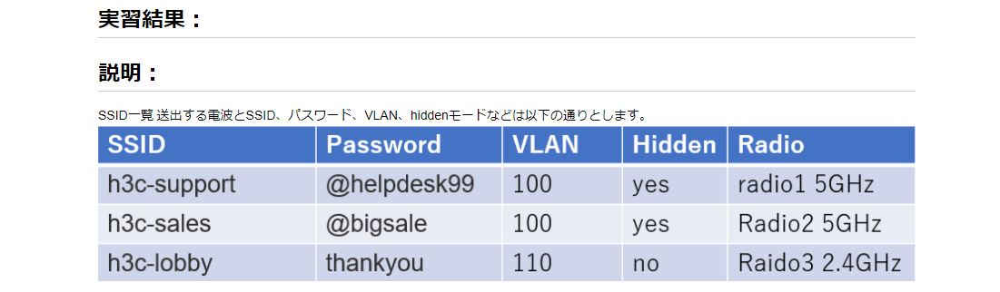 実習結果：
説明：
SSID一覧 送出する電波とSSID、パスワード、VLAN、hiddenモードなどは以下の通りとします。
SSID Password VLAN Hidden Radio
h3c-support @helpdesk99 100 yes radio1 5GHz
h3c-sales @bigsale 100 yes Radio2 5GHz
h3c-lobby thankyou 110 no Raido3 2.4GHz